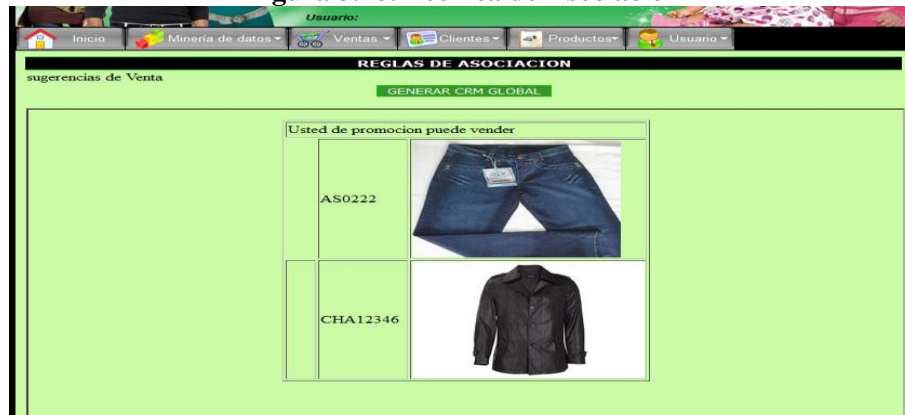 Usuario:
Inicio
Minería de datos
Ventas
Clientes
Productos
Usuario
REGLAS DE ASOCIACION
sugerencias de Venta
GENERAR CRM GLOBAL
Usted de promocion puede vender
AS0222
CHA12346